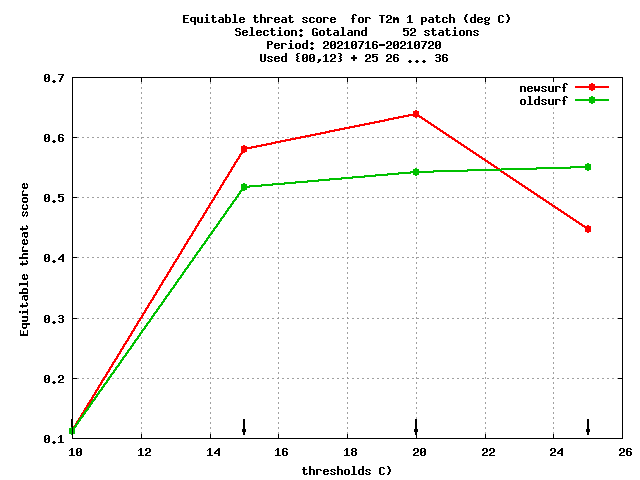 Equitable threat score  for T2m 1 patch (deg C)
Selection: Gotaland     52 stations
Period: 20210716-20210720
Used {00,12} + 25 26 ... 36
newsurf
oldsurf
Equitable threat score
0.7
0.6
0.5
0.4
0.3
0.2
0.1
10 12 14 16 18 20 22 24 26
thresholds C)